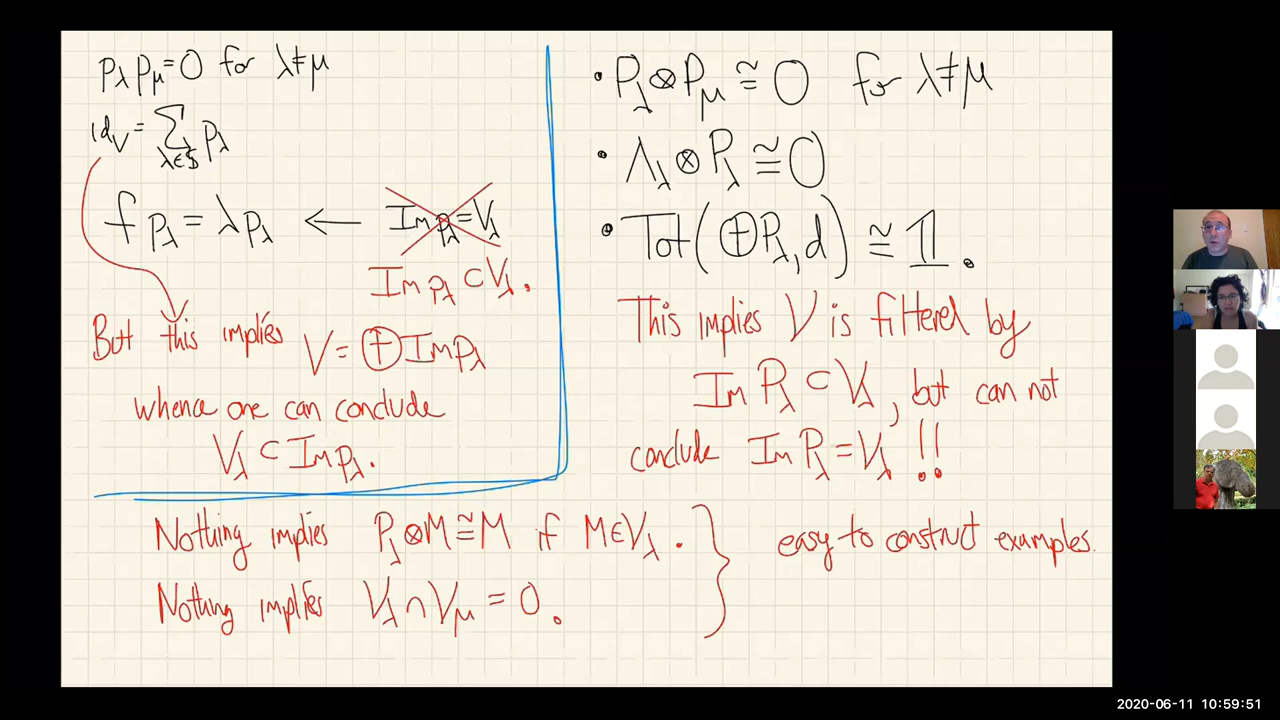 p_λ p_μ = 0 for λ ≠ μ
id_V = Σ_{λ∈S} p_λ
f p_λ = λ p_λ ← Im p_λ = V_λ
Im p_λ ⊂ V_λ.
But this implies V = ⊕ Im p_λ
whence one can conclude
V_λ ⊂ Im p_λ.
• P_λ ⊗ P_μ ≅ 0 for λ ≠ μ
• Λ_λ ⊗ P_λ ≅ 0
• Tot(⊕ P_λ, d) ≅ 𝟙.
This implies V is filtered by
Im P_λ ⊂ V_λ, but can not
conclude Im P_λ = V_λ !!
Nothing implies P_λ ⊗ M ≅ M if M ∈ V_λ.
Nothing implies V_λ ∩ V_μ = 0.
} easy to construct examples.
2020-06-11 10:59:51